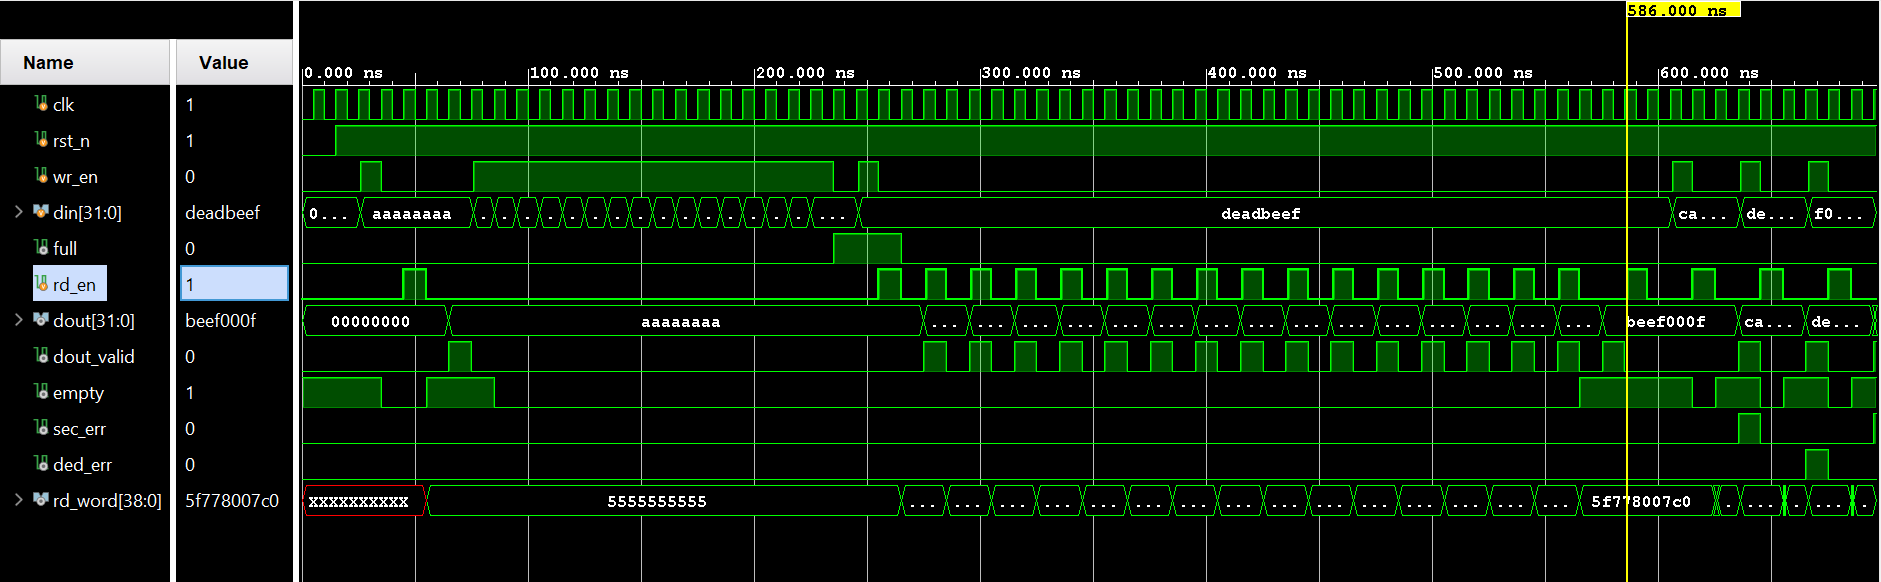 586.000 ns
Name Value
0.000 ns 100.000 ns 200.000 ns 300.000 ns 400.000 ns 500.000 ns 600.000 ns
clk 1
rst_n 1
wr_en 0
din[31:0] deadbeef 0... aaaaaaaa . . . . . . . . . . . . . . . ... deadbeef ca... de... f0...
full 0
rd_en 1
dout[31:0] beef000f 00000000 aaaaaaaa ... ... ... ... ... ... ... ... ... ... ... ... ... ... ... beef000f ca... de...
dout_valid 0
empty 1
sec_err 0
ded_err 0
rd_word[38:0] 5f778007c0 XXXXXXXXXX 5555555555 ... ... ... ... ... ... ... ... ... ... ... ... ... ... ... 5f778007c0 . ... . ... .